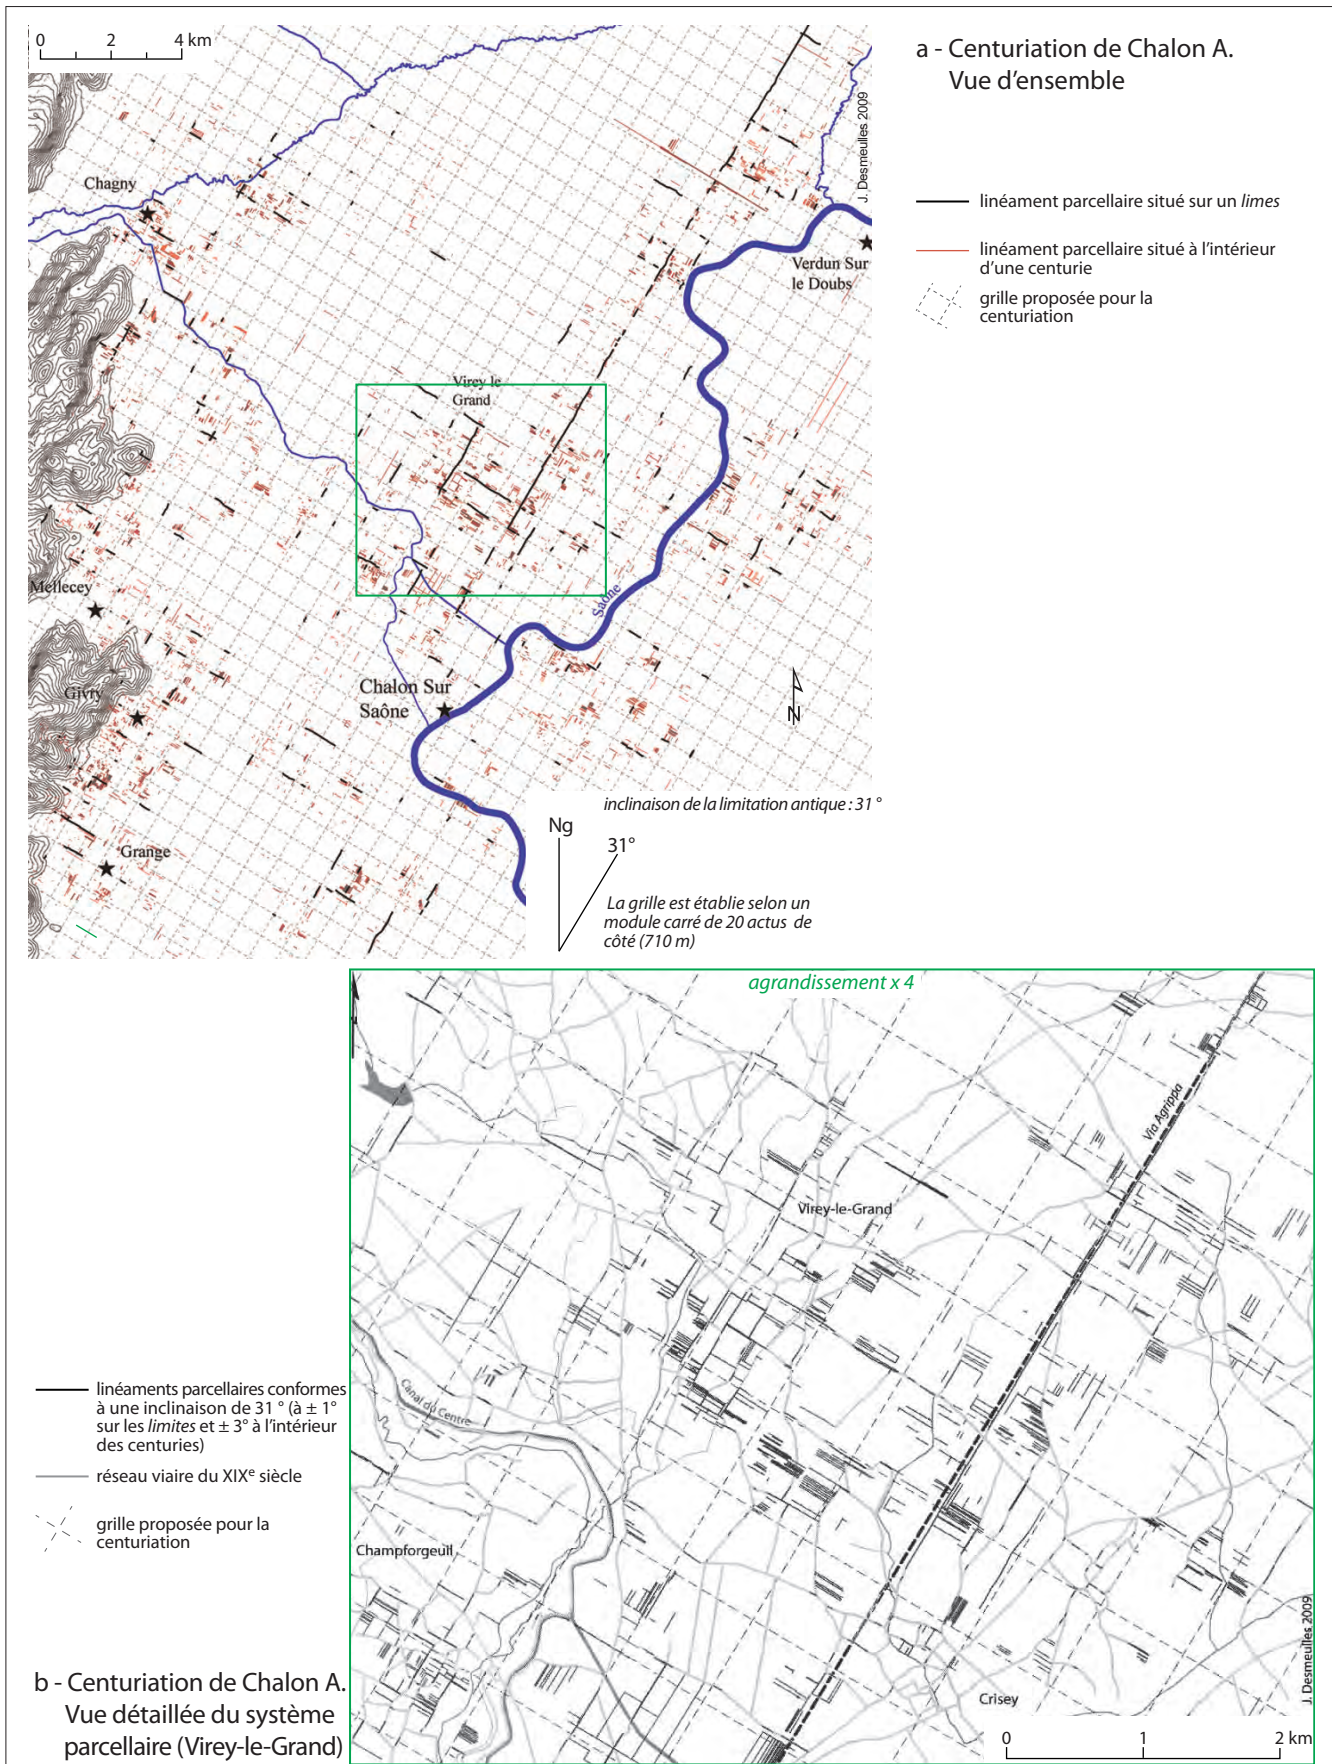 0 2 4 km
a - Centuriation de Chalon A.
Vue d'ensemble
J. Desmeulles 2009
linéament parcellaire situé sur un limes
linéament parcellaire situé à l'intérieur
d'une centurie
grille proposée pour la
centuriation
Chagny
Verdun Sur
le Doubs
Virey le
Grand
Mellecey
Saône
Givry
Chalon Sur
Saône
N
Grange
inclinaison de la limitation antique : 31 °
Ng
31°
La grille est établie selon un
module carré de 20 actus de
côté (710 m)
agrandissement x 4
Via Agrippa
Virey-le-Grand
Canal du Centre
Champforgeuil
Crisey
J. Desmeulles 2009
0 1 2 km
linéaments parcellaires conformes
à une inclinaison de 31 ° (à ± 1°
sur les limites et ± 3° à l'intérieur
des centuries)
réseau viaire du XIXe siècle
grille proposée pour la
centuriation
b - Centuriation de Chalon A.
Vue détaillée du système
parcellaire (Virey-le-Grand)